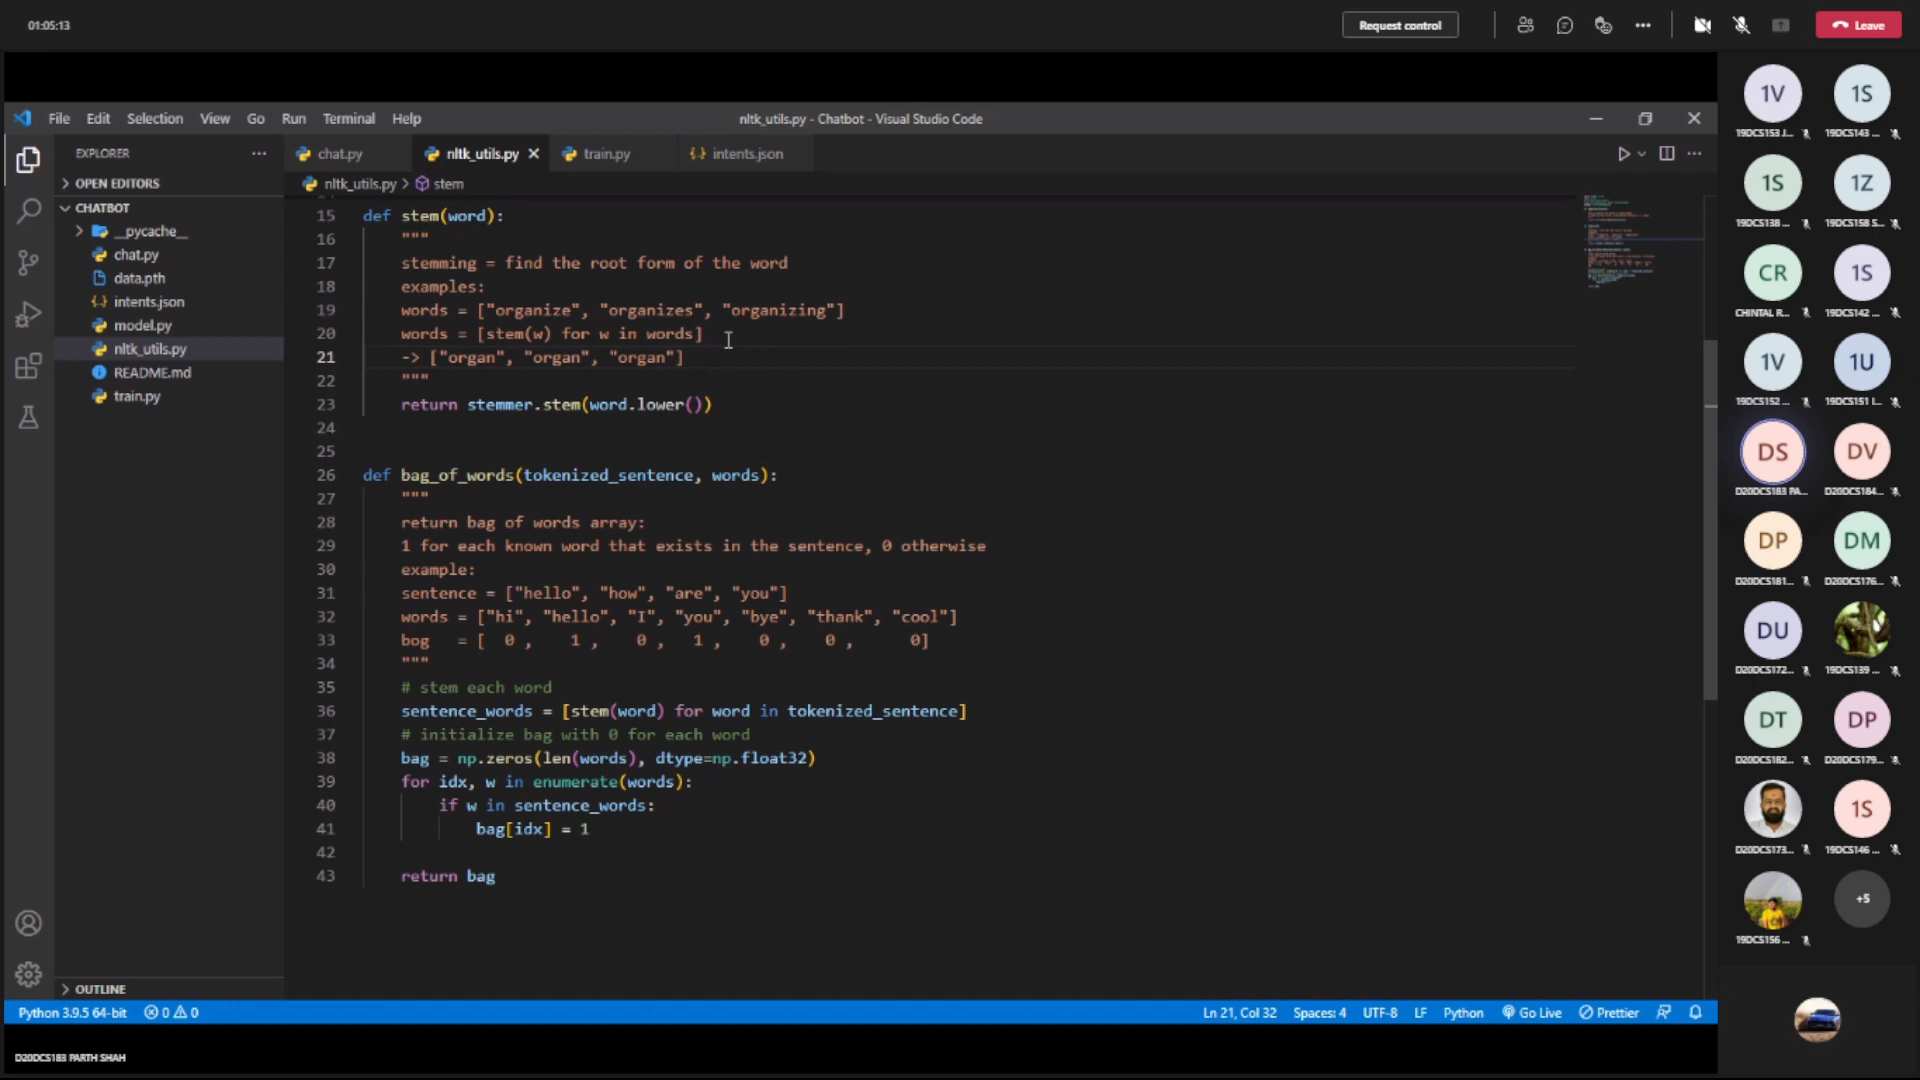 01:05:13
Request control
Leave
File Edit Selection View Go Run Terminal Help
nltk_utils.py - Chatbot - Visual Studio Code
EXPLORER
OPEN EDITORS
CHATBOT
__pycache__
chat.py
data.pth
intents.json
model.py
nltk_utils.py
README.md
train.py
OUTLINE
chat.py
nltk_utils.py
train.py
intents.json
nltk_utils.py > stem
15 def stem(word):
16 """
17 stemming = find the root form of the word
18 examples:
19 words = ["organize", "organizes", "organizing"]
20 words = [stem(w) for w in words]
21 -> ["organ", "organ", "organ"]
22 """
23 return stemmer.stem(word.lower())
24
25
26 def bag_of_words(tokenized_sentence, words):
27 """
28 return bag of words array:
29 1 for each known word that exists in the sentence, 0 otherwise
30 example:
31 sentence = ["hello", "how", "are", "you"]
32 words = ["hi", "hello", "I", "you", "bye", "thank", "cool"]
33 bog = [ 0 , 1 , 0 , 1 , 0 , 0 , 0]
34 """
35 # stem each word
36 sentence_words = [stem(word) for word in tokenized_sentence]
37 # initialize bag with 0 for each word
38 bag = np.zeros(len(words), dtype=np.float32)
39 for idx, w in enumerate(words):
40 if w in sentence_words:
41 bag[idx] = 1
42
43 return bag
Python 3.9.5 64-bit 0 0
Ln 21, Col 32 Spaces: 4 UTF-8 LF Python Go Live Prettier
D20DCS183 PARTH SHAH
1V 1S
19DCS153 J... 19DCS143 ...
1S 1Z
19DCS138 ... 19DCS158 S...
CR 1S
CHINTAL R... 19DCS142 ...
1V 1U
19DCS152 ... 19DCS151 ...
DS DV
D20DCS183 PA... D20DCS184...
DP DM
D20DCS181... D20DCS176...
DU
D20DCS172... 19DCS139 ...
DT DP
D20DCS182... D20DCS179...
1S
D20DCS173... 19DCS146 ...
+5
19DCS156 ...